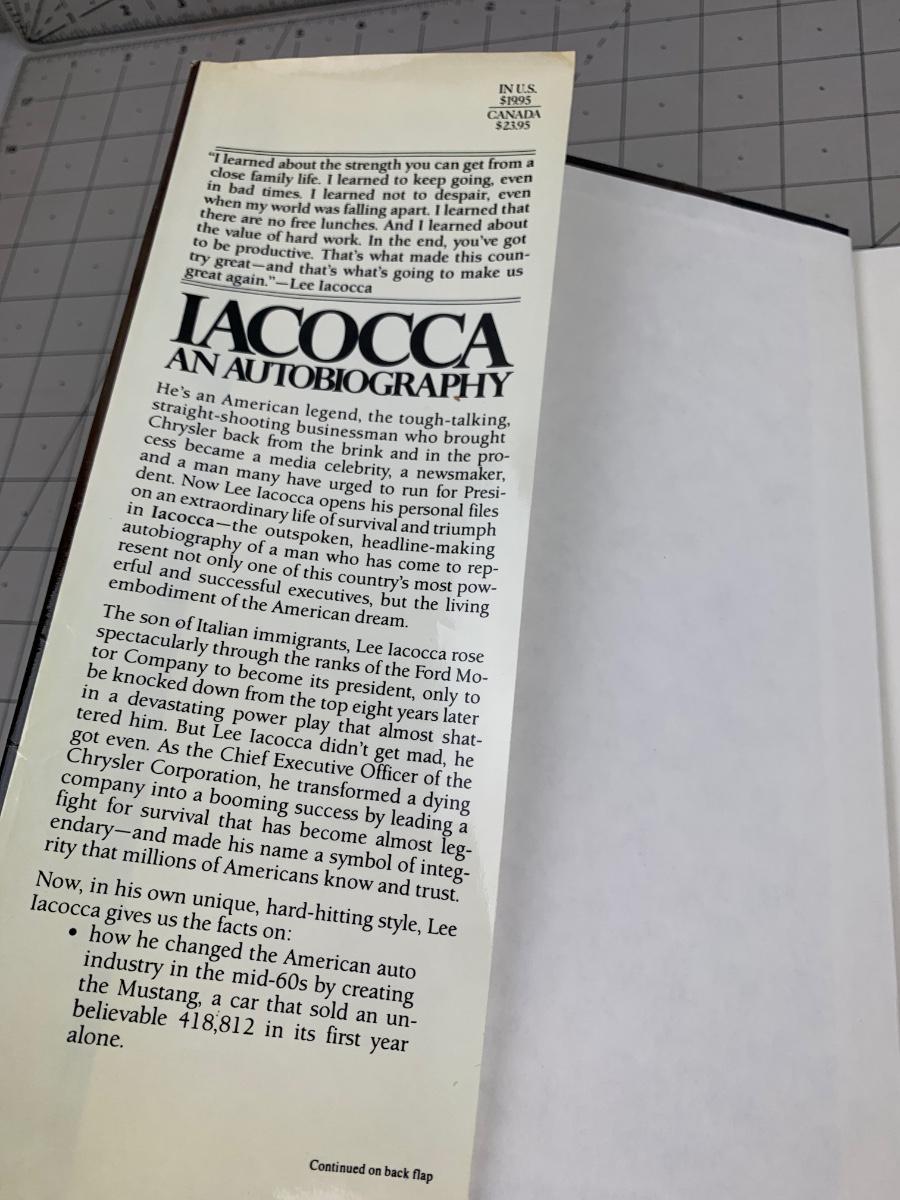 IN U.S.
$1995
CANADA
$23.95
"I learned about the strength you can get from a
close family life. I learned to keep going, even
in bad times. I learned not to despair, even
when my world was falling apart. I learned that
there are no free lunches. And I learned about
the value of hard work. In the end, you've got
to be productive. That's what made this coun-
try great—and that's what's going to make us
great again."—Lee Iacocca
IACOCCA
AN AUTOBIOGRAPHY
He's an American legend, the tough-talking,
straight-shooting businessman who brought
Chrysler back from the brink and in the pro-
cess became a media celebrity, a newsmaker,
and a man many have urged to run for Presi-
dent. Now Lee Iacocca opens his personal files
on an extraordinary life of survival and triumph
in Iacocca—the outspoken, headline-making
autobiography of a man who has come to rep-
resent not only one of this country's most pow-
erful and successful executives, but the living
embodiment of the American dream.
The son of Italian immigrants, Lee Iacocca rose
spectacularly through the ranks of the Ford Mo-
tor Company to become its president, only to
be knocked down from the top eight years later
in a devastating power play that almost shat-
tered him. But Lee Iacocca didn't get mad, he
got even. As the Chief Executive Officer of the
Chrysler Corporation, he transformed a dying
company into a booming success by leading a
fight for survival that has become almost leg-
endary—and made his name a symbol of integ-
rity that millions of Americans know and trust.
Now, in his own unique, hard-hitting style, Lee
Iacocca gives us the facts on:
• how he changed the American auto
industry in the mid-60s by creating
the Mustang, a car that sold an un-
believable 418,812 in its first year
alone.
Continued on back flap